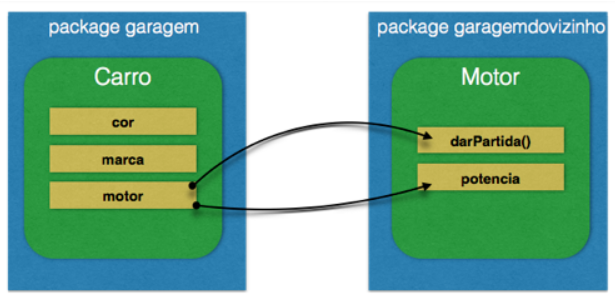 package garagem
Carro
cor
marca
motor
package garagemdovizinho
Motor
darPartida()
potencia